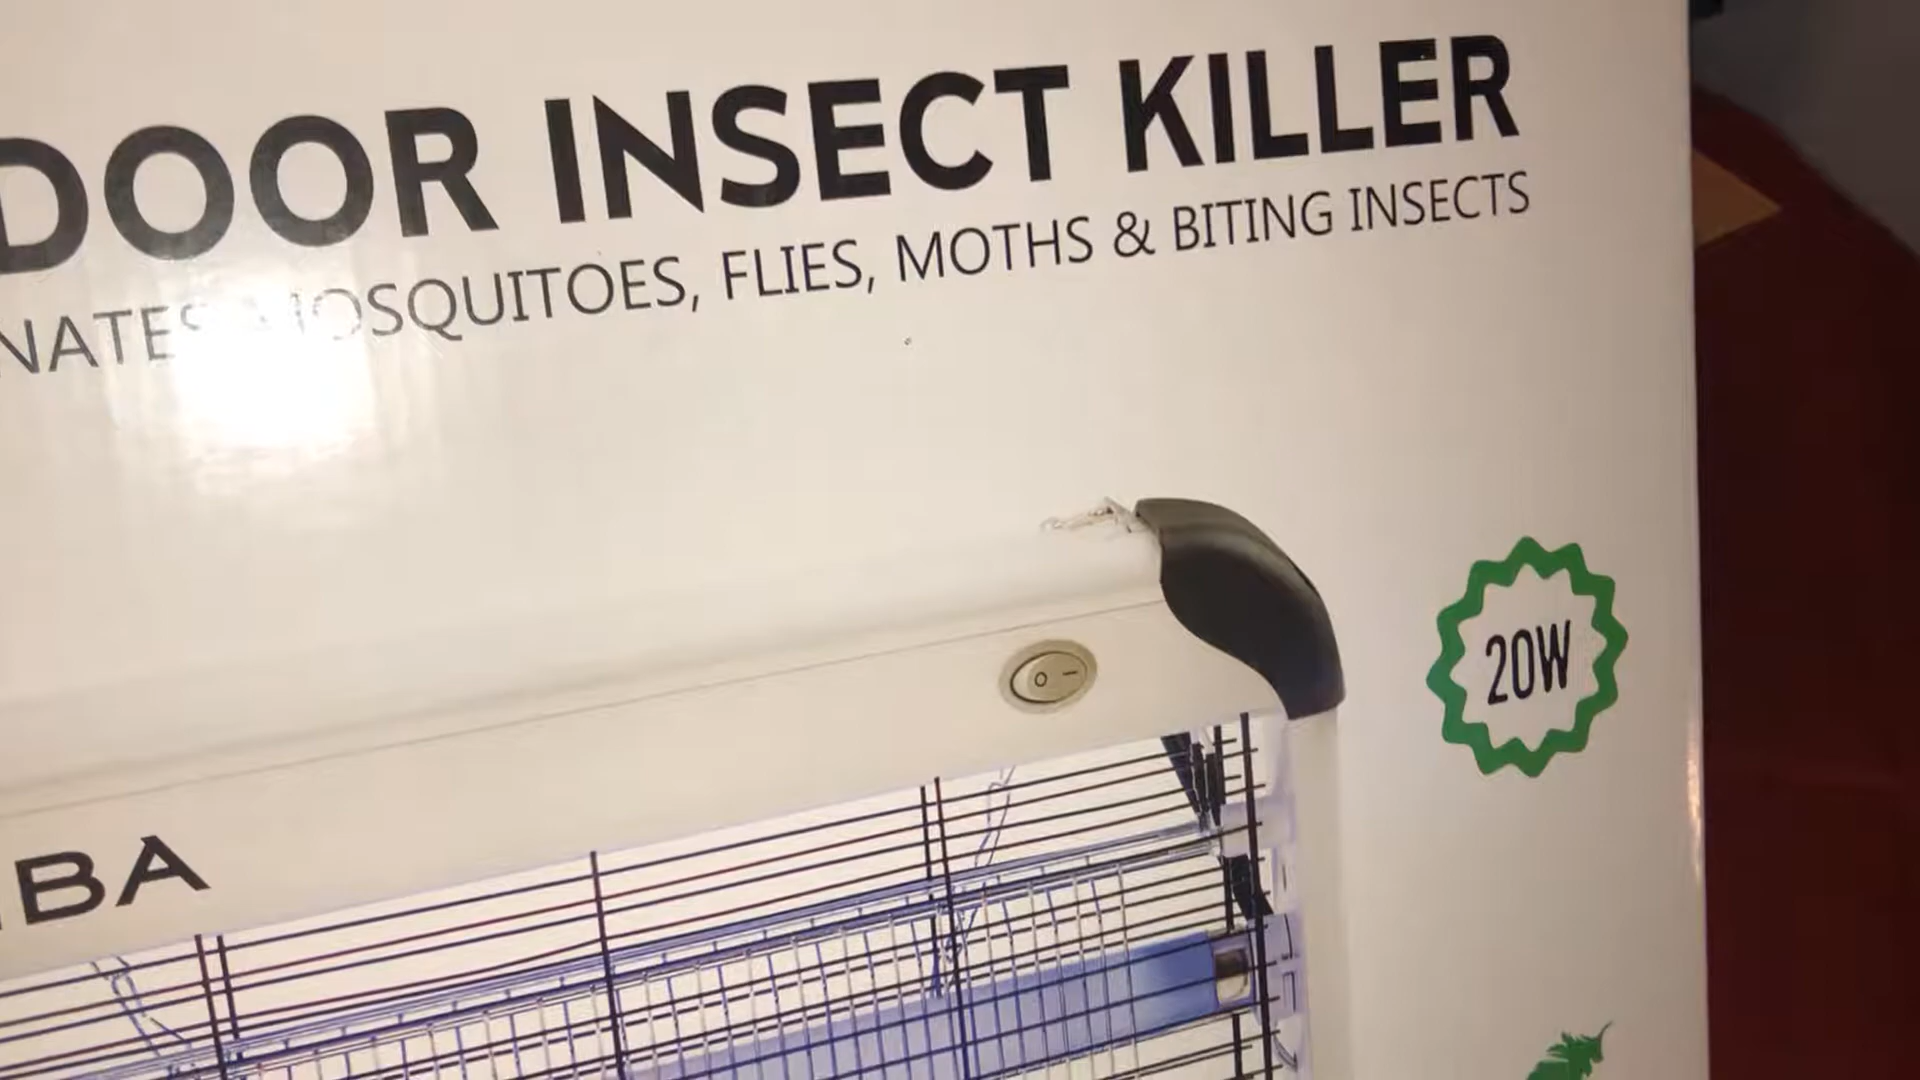 DOOR INSECT KILLER
NATES MOSQUITOES, FLIES, MOTHS & BITING INSECTS
20W
BA